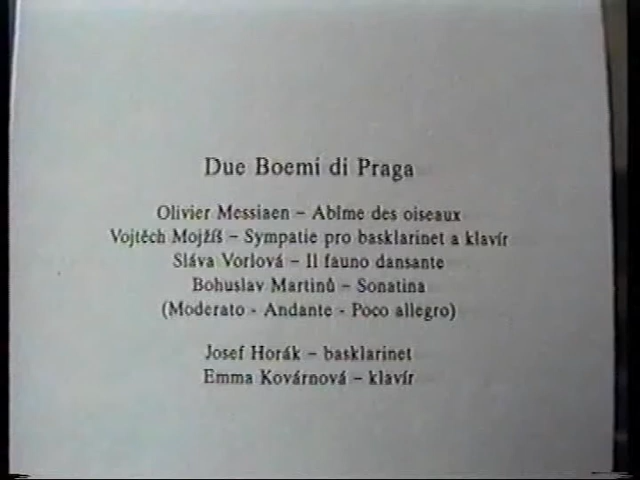 Due Boemi di Praga
Olivier Messiaen – Abîme des oiseaux
Vojtěch Mojžíš – Sympatie pro basklarinet a klavír
Sláva Vorlová – Il fauno dansante
Bohuslav Martinů – Sonatina
(Moderato - Andante - Poco allegro)
Josef Horák – basklarinet
Emma Kovárnová – klavír